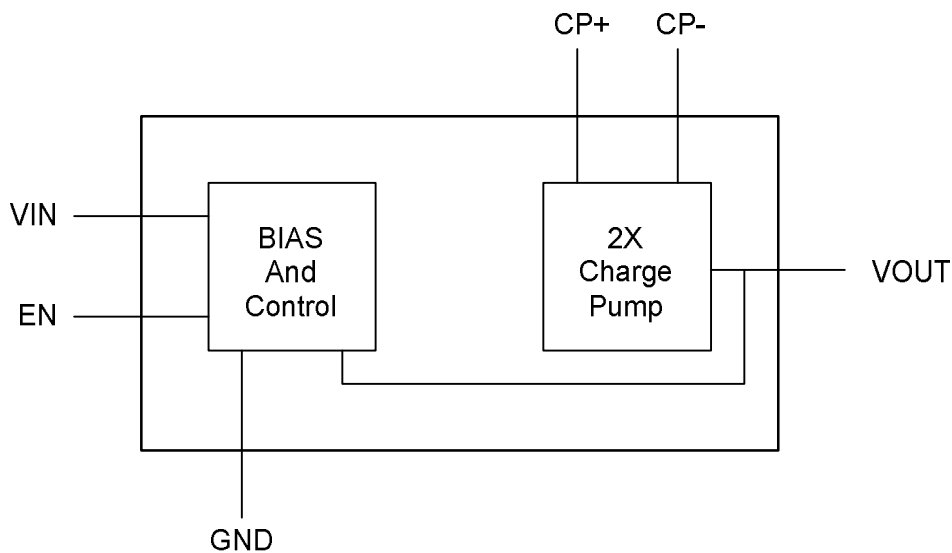 CP+ CP-
VIN
BIAS
And
Control
2X
Charge
Pump
VOUT
EN
GND